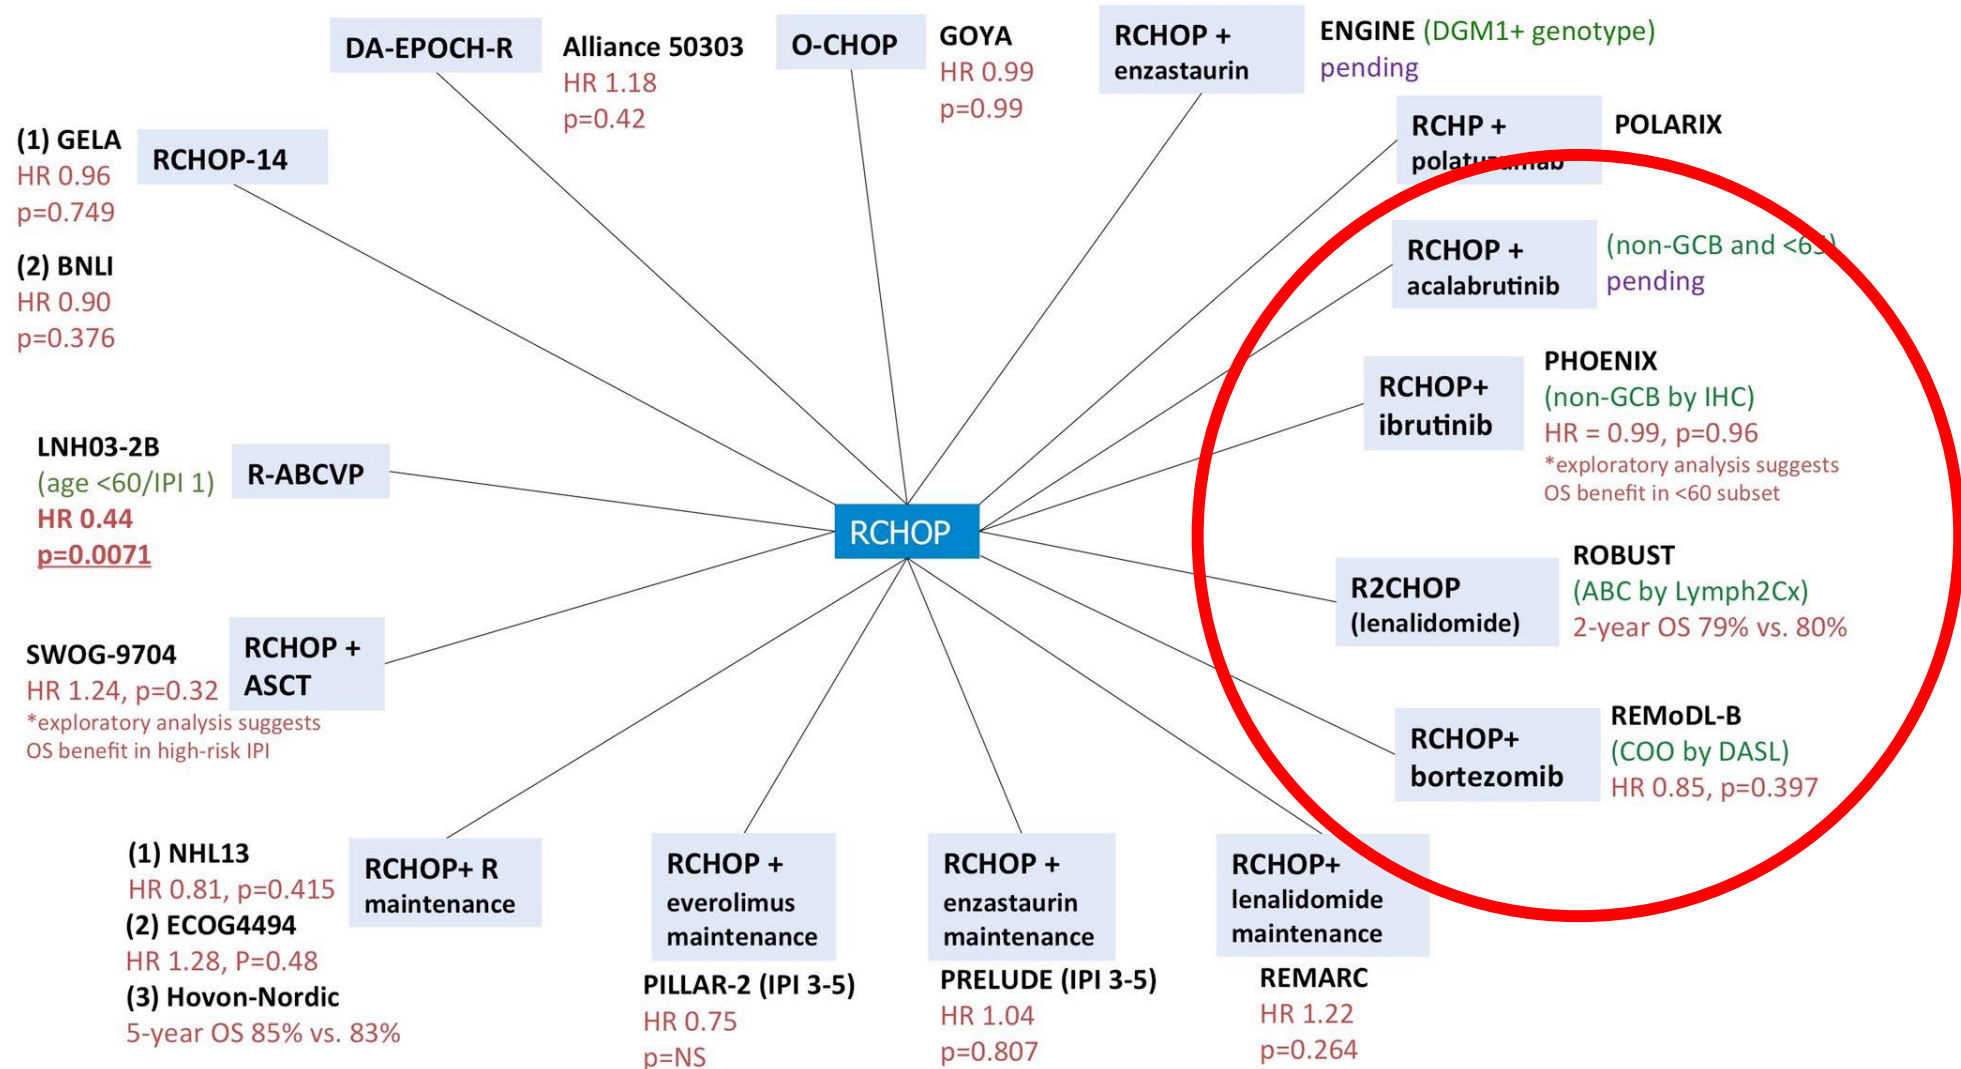 DA-EPOCH-R
Alliance 50303
HR 1.18
p=0.42
O-CHOP
GOYA
HR 0.99
p=0.99
RCHOP +
enzastaurin
ENGINE (DGM1+ genotype)
pending
RCHP +
polatuzumab
POLARIX
(1) GELA
HR 0.96
p=0.749
RCHOP-14
(2) BNLI
HR 0.90
p=0.376
RCHOP +
acalabrutinib
(non-GCB and <65)
pending
RCHOP+
ibrutinib
PHOENIX
(non-GCB by IHC)
HR = 0.99, p=0.96
*exploratory analysis suggests
OS benefit in <60 subset
LNH03-2B
(age <60/IPI 1)
HR 0.44
p=0.0071
R-ABCVP
RCHOP
R2CHOP
(lenalidomide)
ROBUST
(ABC by Lymph2Cx)
2-year OS 79% vs. 80%
SWOG-9704
HR 1.24, p=0.32
*exploratory analysis suggests
OS benefit in high-risk IPI
RCHOP +
ASCT
RCHOP+
bortezomib
REMoDL-B
(COO by DASL)
HR 0.85, p=0.397
(1) NHL13
HR 0.81, p=0.415
(2) ECOG4494
HR 1.28, P=0.48
(3) Hovon-Nordic
5-year OS 85% vs. 83%
RCHOP+ R
maintenance
RCHOP +
everolimus
maintenance
PILLAR-2 (IPI 3-5)
HR 0.75
p=NS
RCHOP +
enzastaurin
maintenance
PRELUDE (IPI 3-5)
HR 1.04
p=0.807
RCHOP+
lenalidomide
maintenance
REMARC
HR 1.22
p=0.264